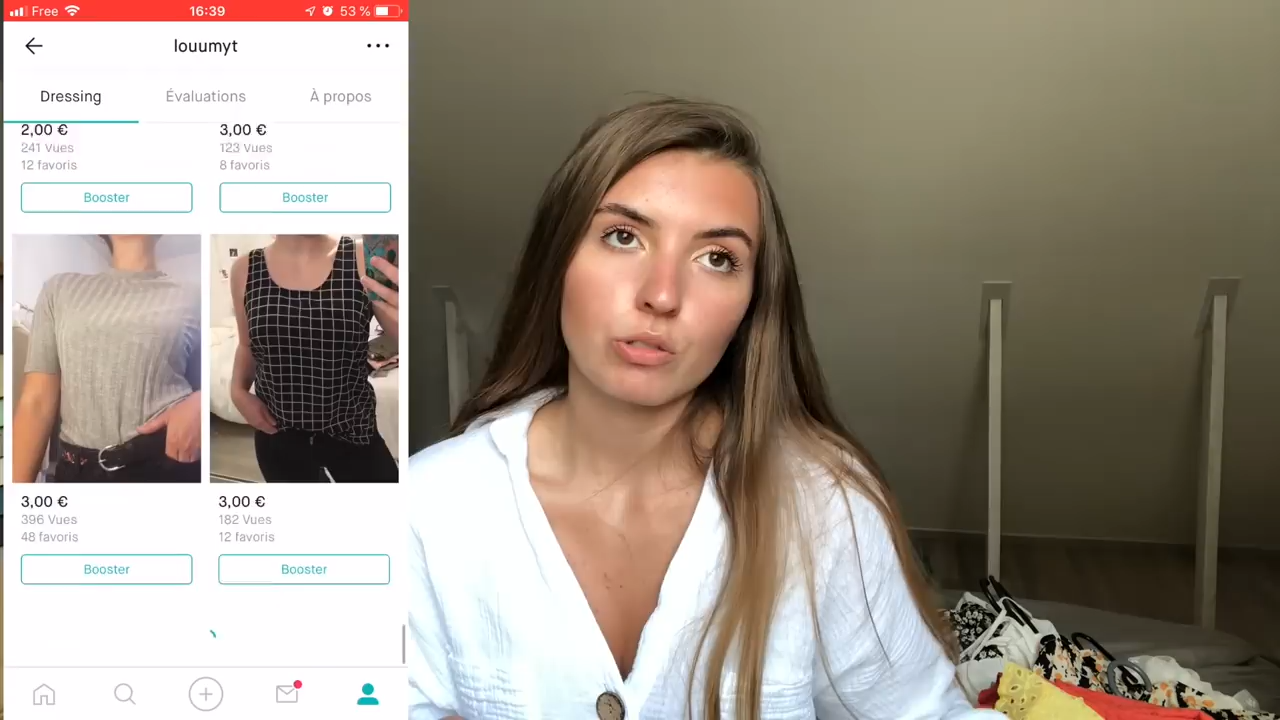 Free 16:39 53 %
louumyt
Dressing Évaluations À propos
2,00 € 3,00 €
241 Vues 123 Vues
12 favoris 8 favoris
Booster Booster
3,00 € 3,00 €
396 Vues 182 Vues
48 favoris 12 favoris
Booster Booster